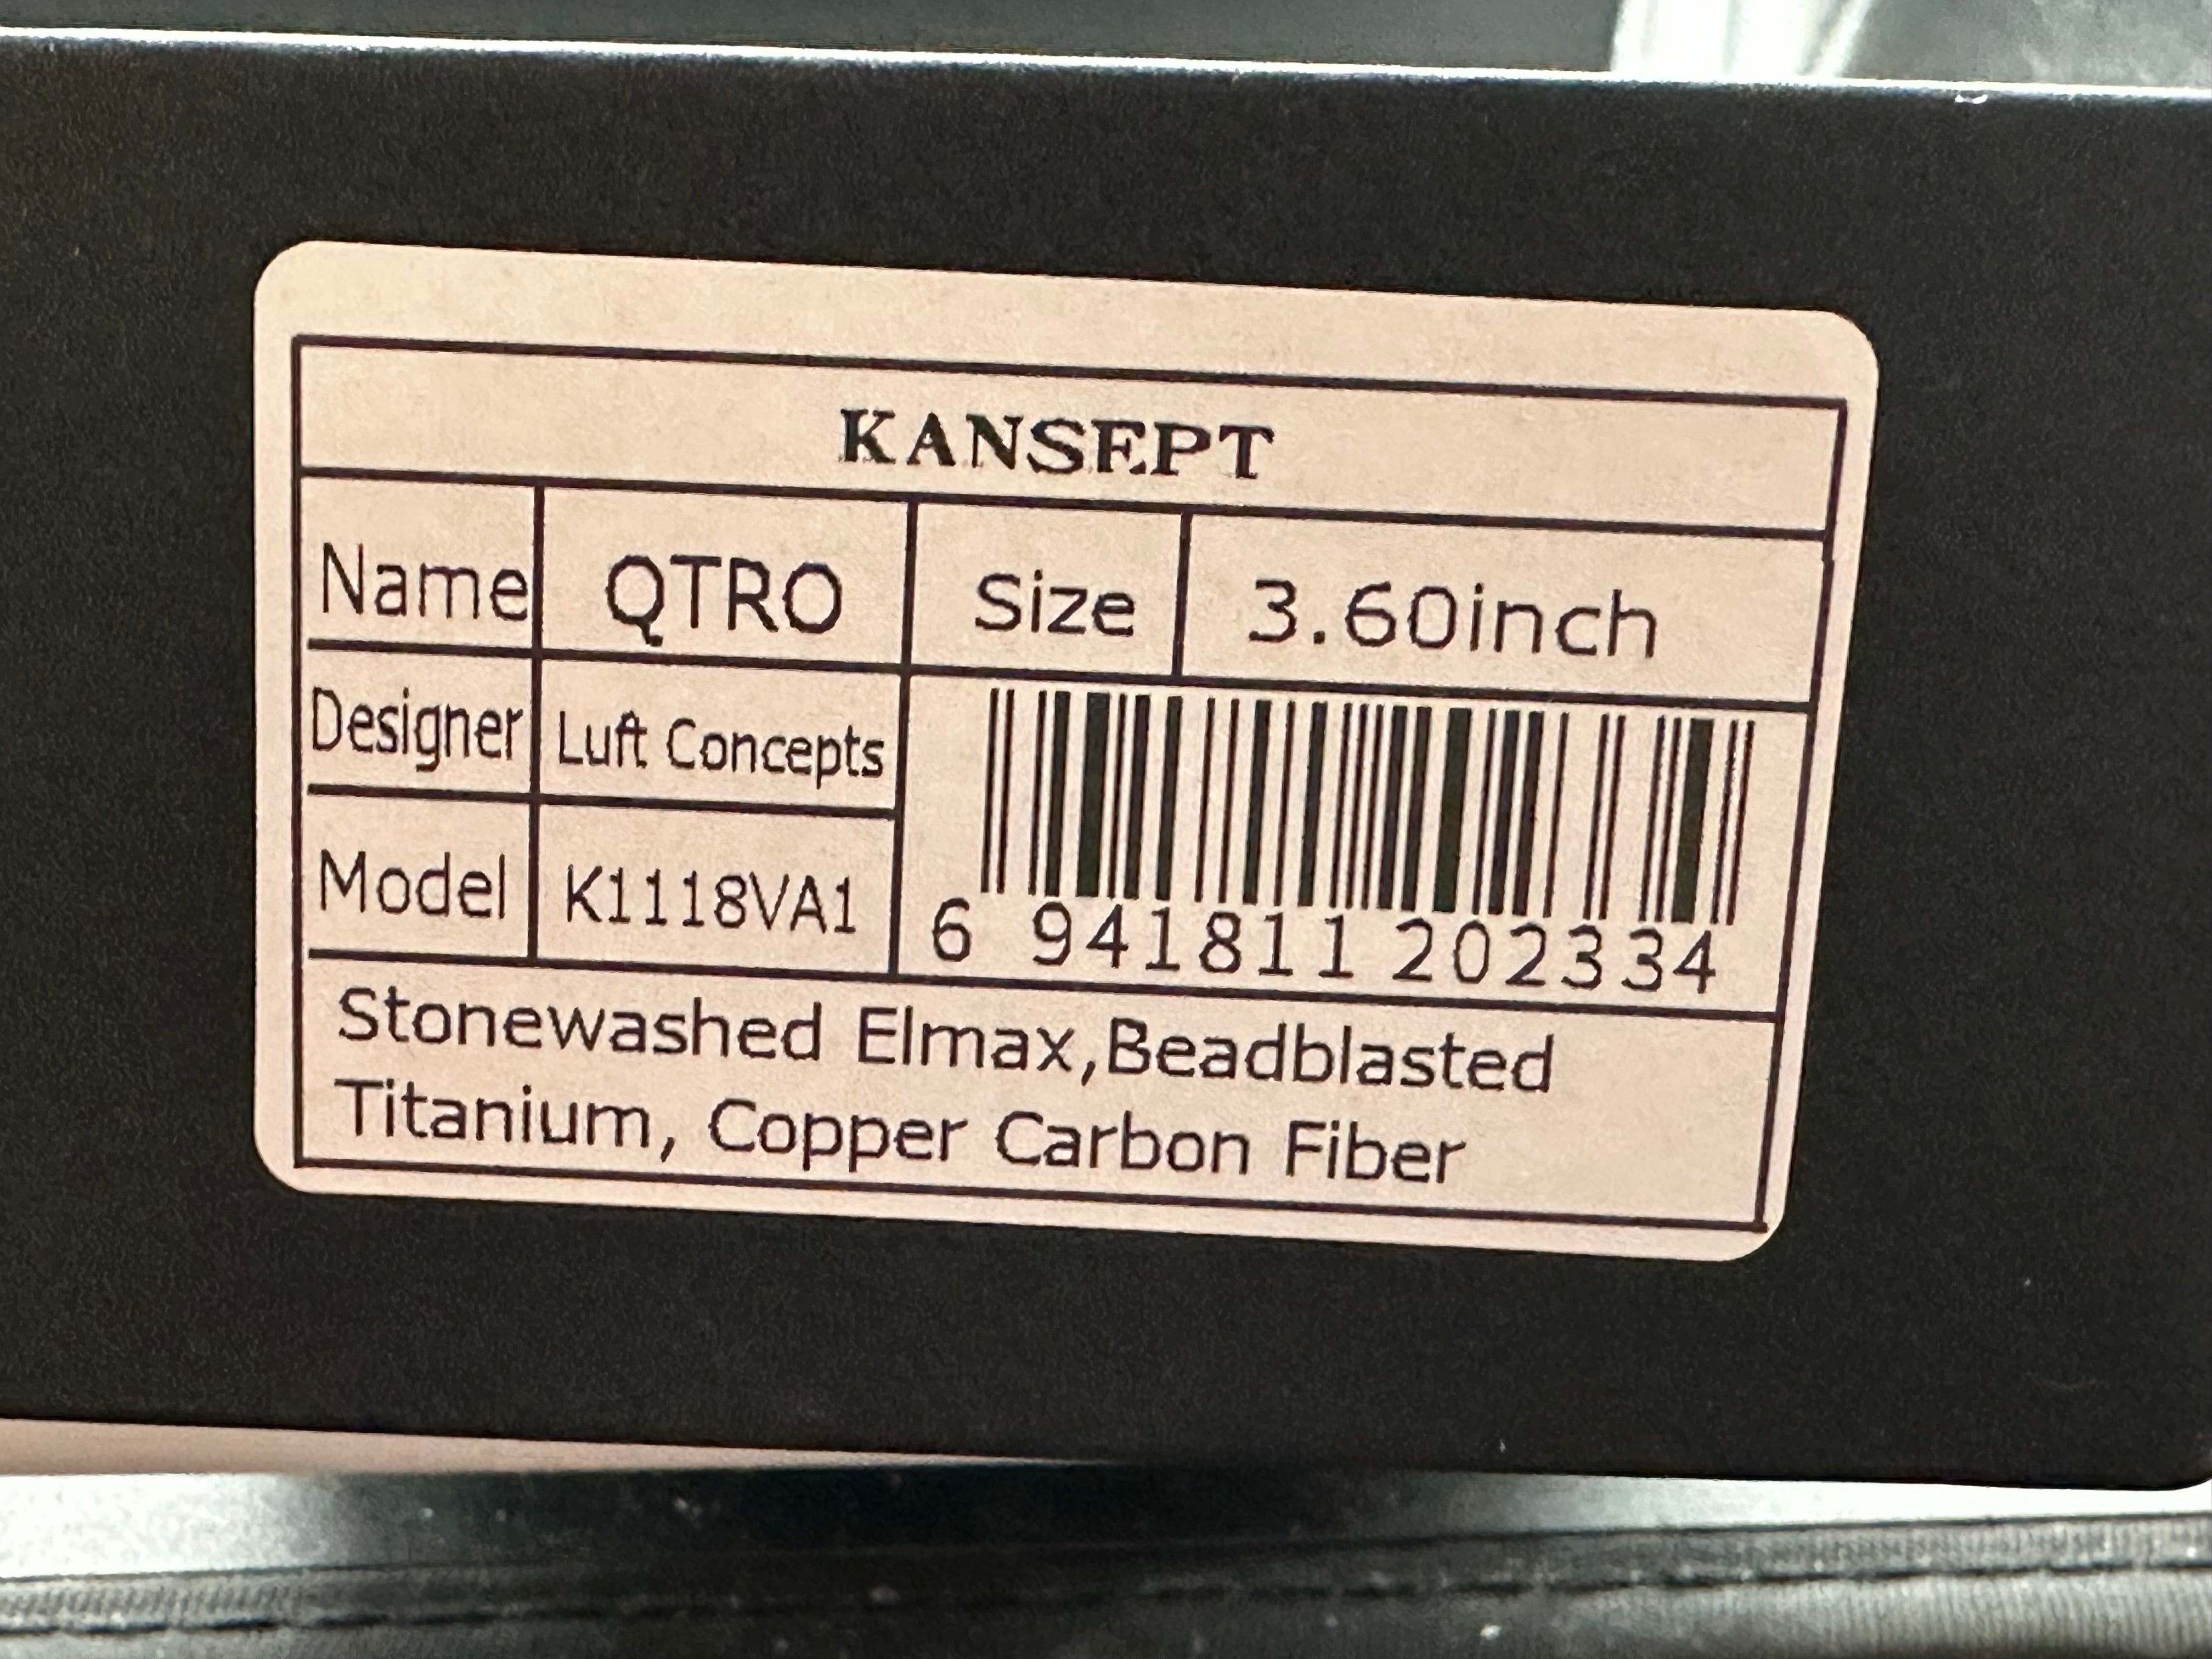 KANSEPT
Name QTRO Size 3.60inch
Designer Luft Concepts
Model K1118VA1
6 941811 202334
Stonewashed Elmax,Beadblasted
Titanium, Copper Carbon Fiber